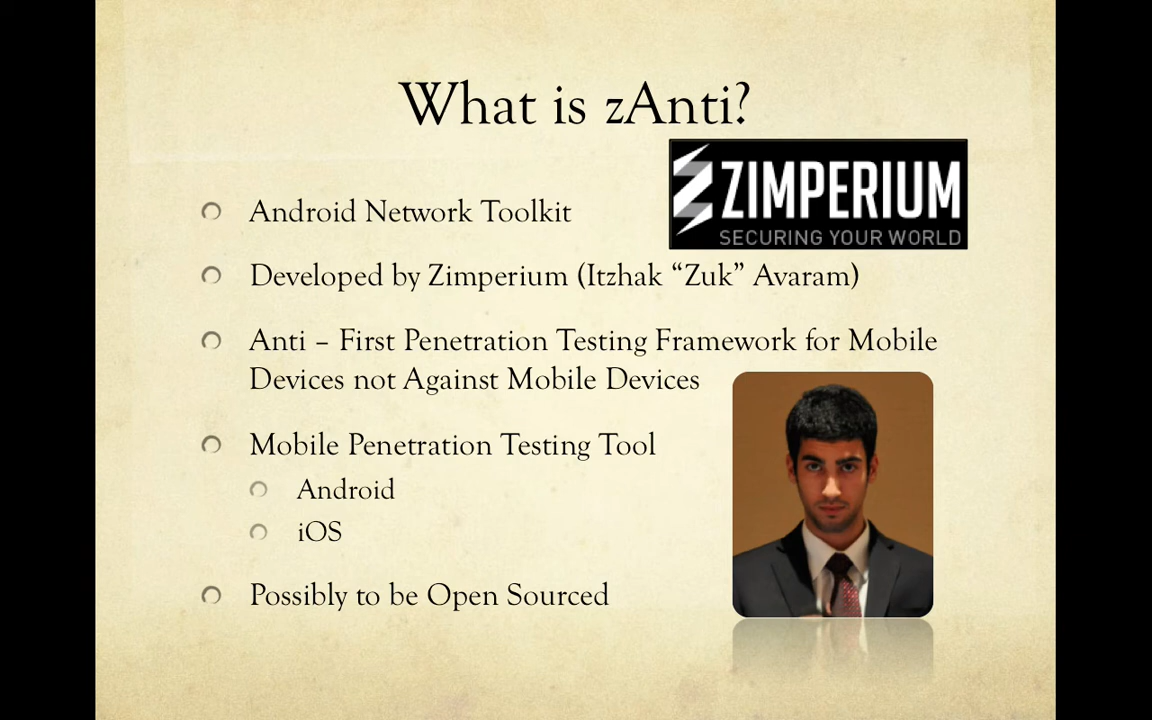 What is zAnti?
ZIMPERIUM
SECURING YOUR WORLD
Android Network Toolkit
Developed by Zimperium (Itzhak “Zuk” Avaram)
Anti – First Penetration Testing Framework for Mobile
Devices not Against Mobile Devices
Mobile Penetration Testing Tool
Android
iOS
Possibly to be Open Sourced